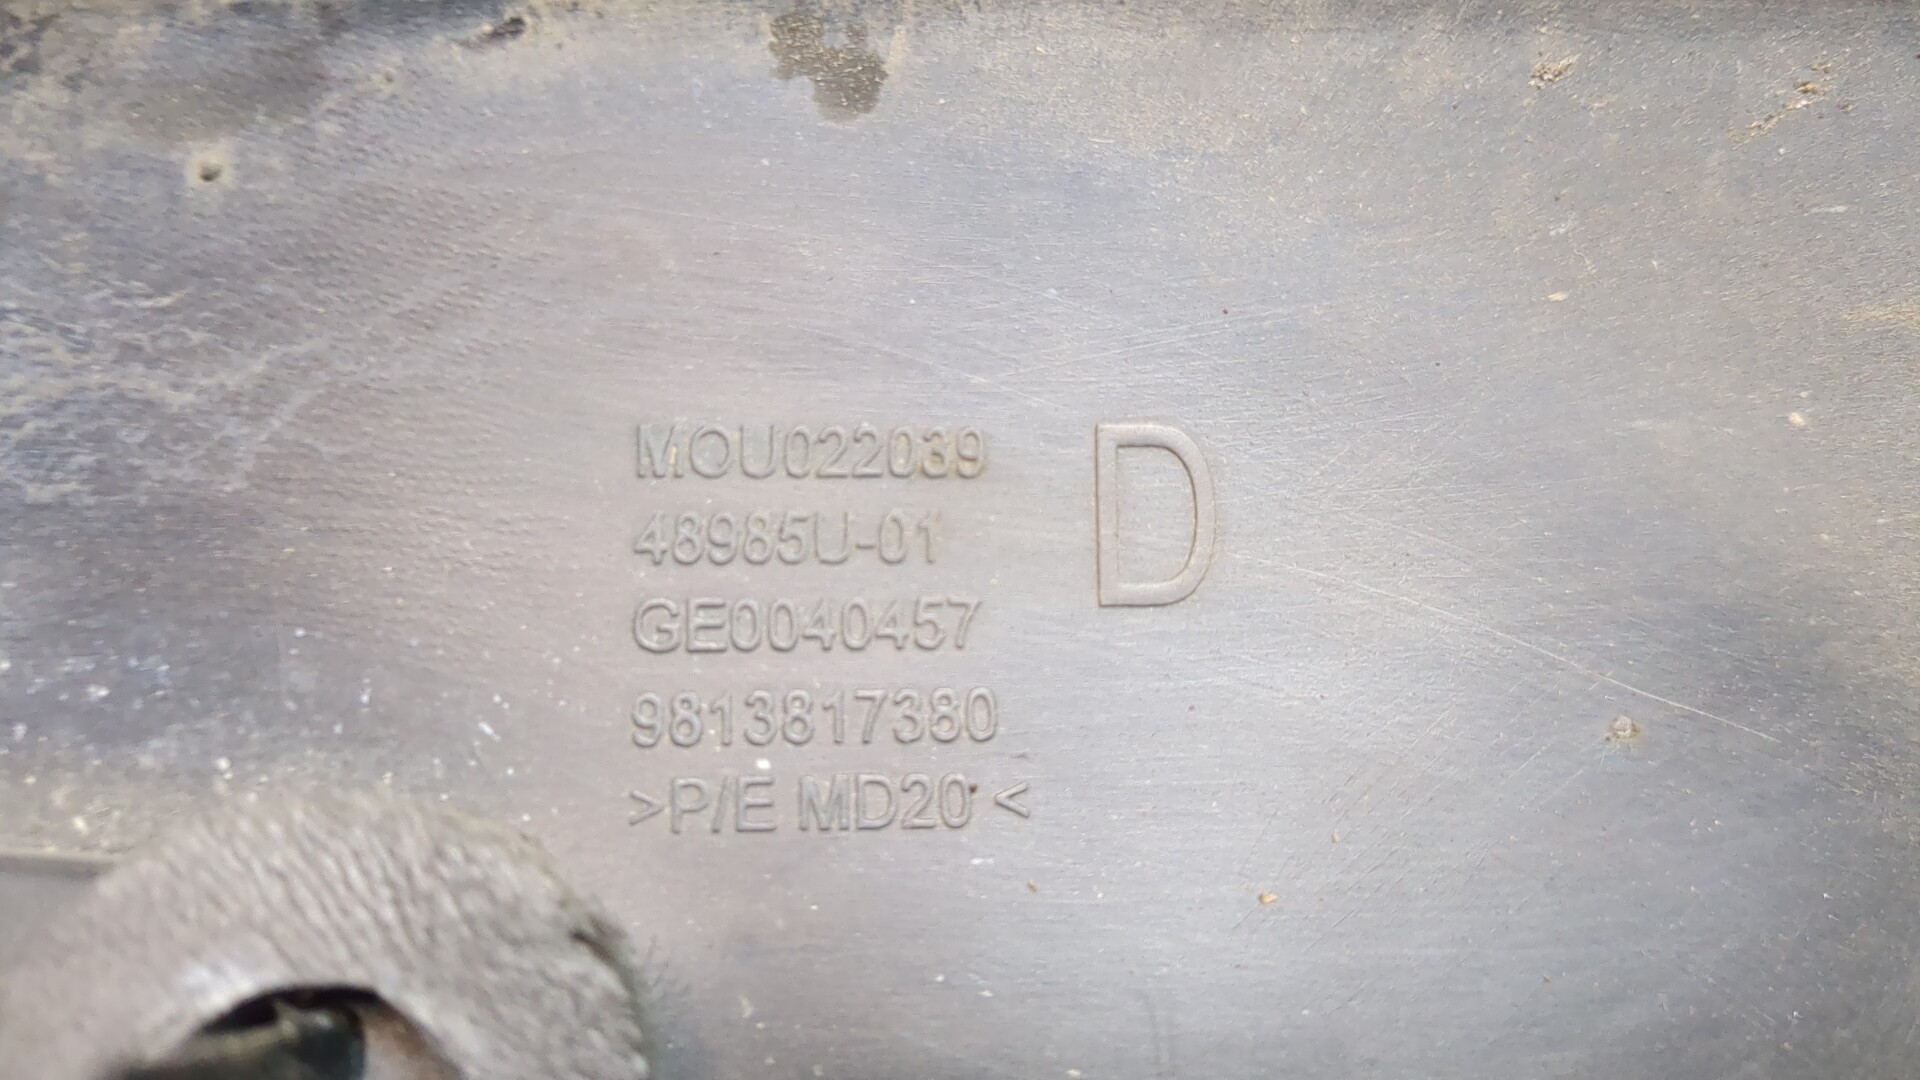 MOU022039
48985U-01
GE0040457
9813817380
>P/E MD20 <
D